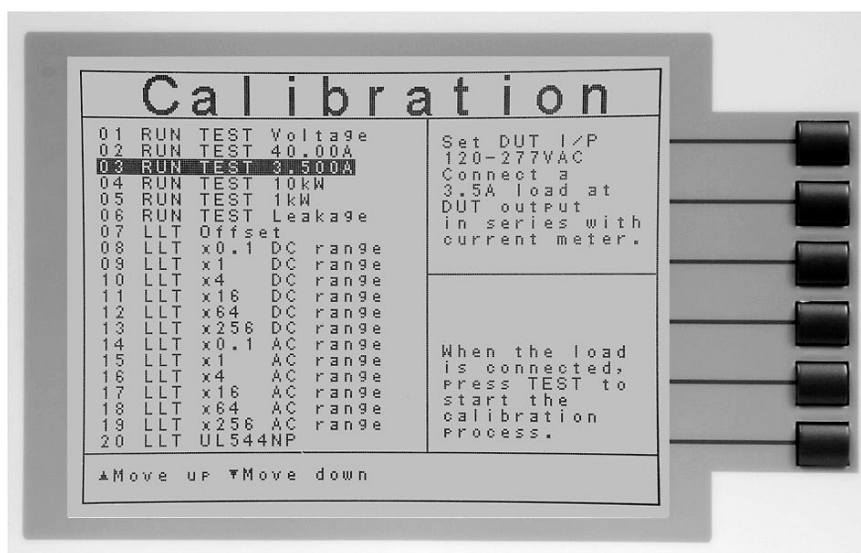 Calibration
01 RUN TEST Voltage
02 RUN TEST 40.00A
03 RUN TEST 3.500A
04 RUN TEST 10kW
05 RUN TEST 1kW
06 RUN TEST Leakage
07 LLT Offset
08 LLT x0.1 DC range
09 LLT x1 DC range
10 LLT x4 DC range
11 LLT x16 DC range
12 LLT x64 DC range
13 LLT x256 DC range
14 LLT x0.1 AC range
15 LLT x1 AC range
16 LLT x4 AC range
17 LLT x16 AC range
18 LLT x64 AC range
19 LLT x256 AC range
20 LLT UL544NP
Set DUT I/P
120-277VAC
Connect a
3.5A load at
DUT output
in series with
current meter.
When the load
is connected,
press TEST to
start the
calibration
process.
▲Move up ▼Move down